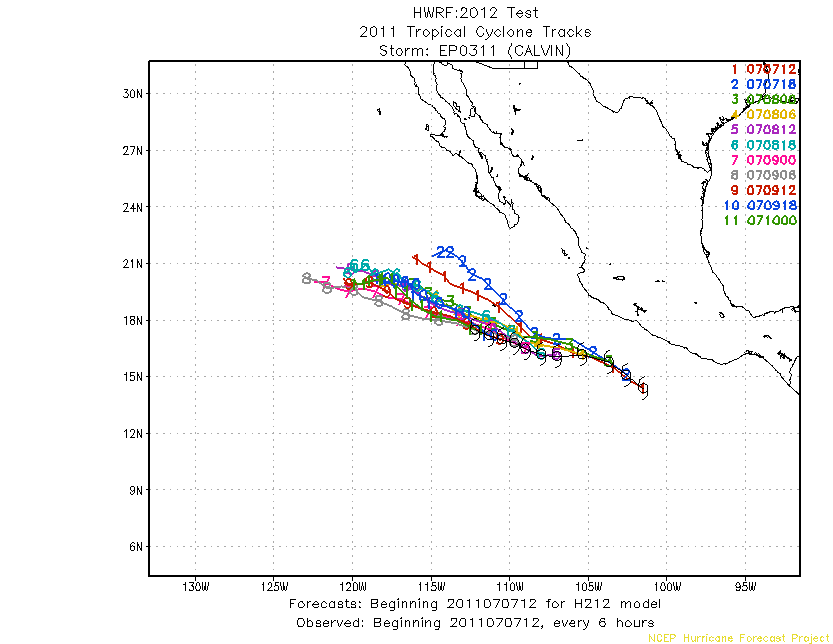 HWRF:2012 Test
2011 Tropical Cyclone Tracks
Storm: EP0311 (CALVIN)
1 070712
2 070718
3 070800
4 070806
5 070812
6 070818
7 070900
8 070906
9 070912
10 070918
11 071000
30N
27N
24N
21N
18N
15N
12N
9N
6N
130W 125W 120W 115W 110W 105W 100W 95W
Forecasts: Beginning 2011070712 for H212 model
Observed: Beginning 2011070712, every 6 hours
NCEP Hurricane Forecast Project